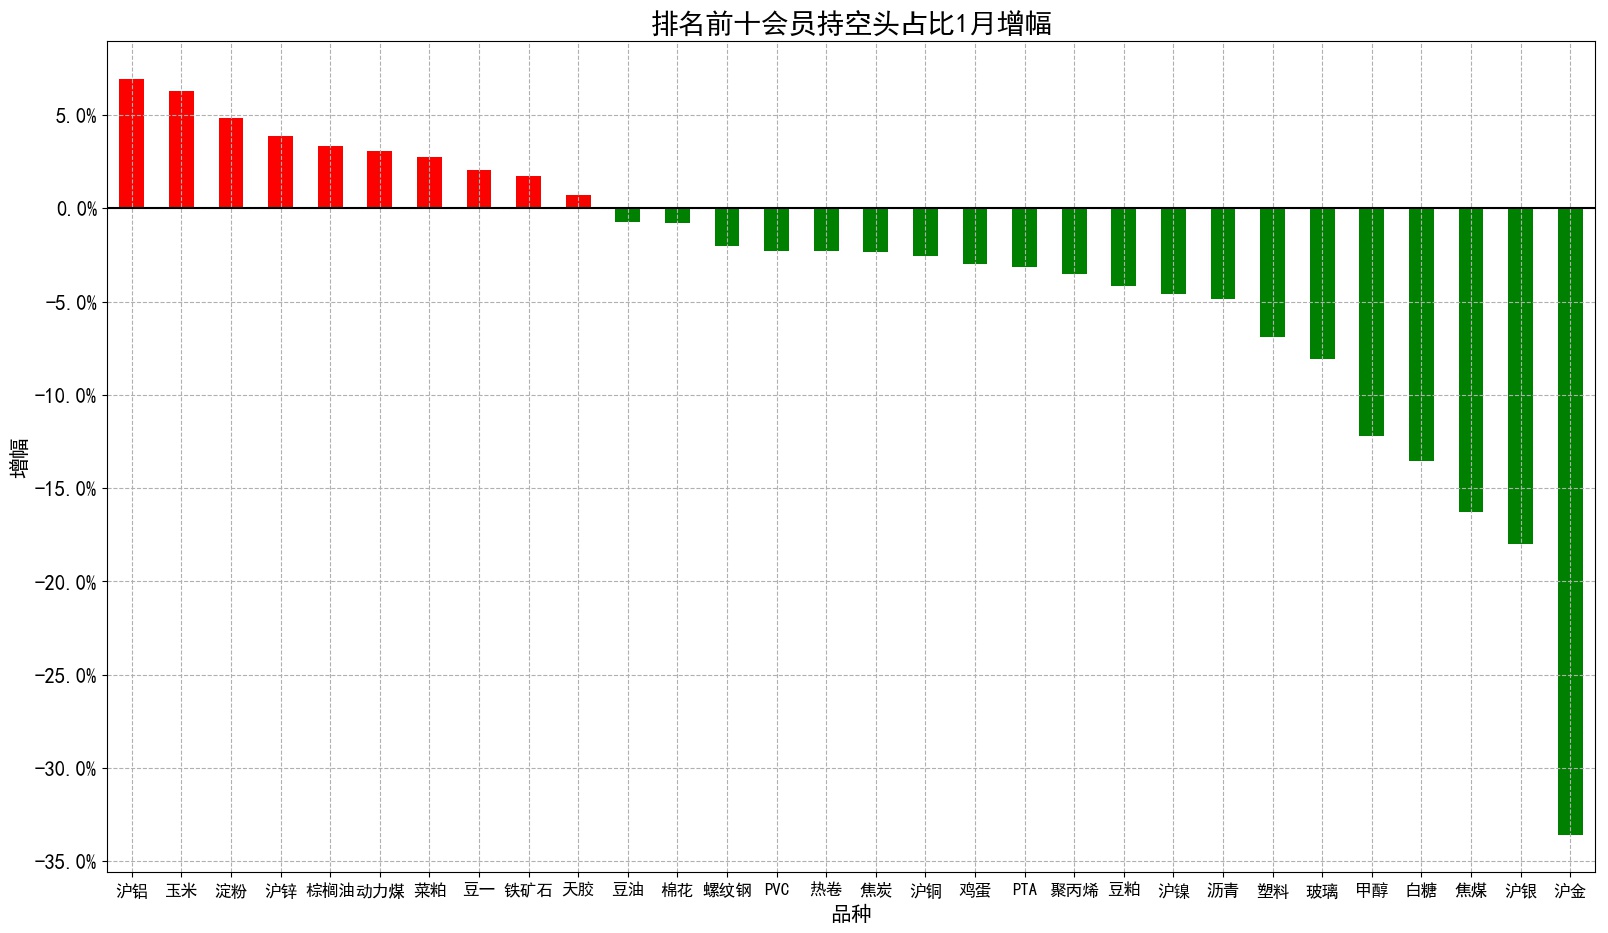 排名前十会员持空头占比1月增幅
5.0%
0.0%
-5.0%
-10.0%
-15.0%
-20.0%
-25.0%
-30.0%
-35.0%
增幅
沪铝 玉米 淀粉 沪锌 棕榈油 动力煤 菜粕 豆一 铁矿石 天胶 豆油 棉花 螺纹钢 PVC 热卷 焦炭 沪铜 鸡蛋 PTA 聚丙烯 豆粕 沪镍 沥青 塑料 玻璃 甲醇 白糖 焦煤 沪银 沪金
品种